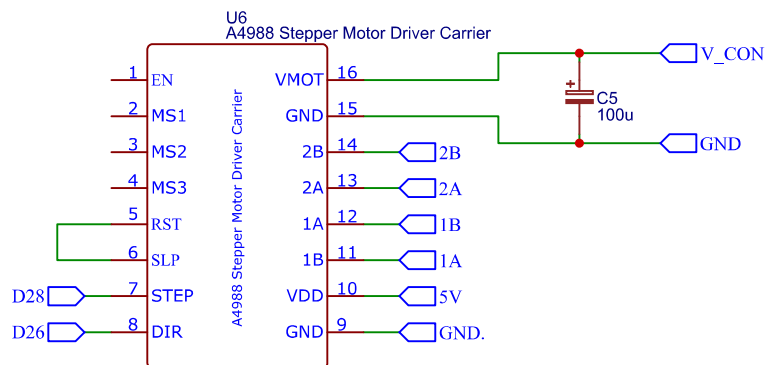 U6
A4988 Stepper Motor Driver Carrier
1 EN
2 MS1
3 MS2
4 MS3
5 RST
6 SLP
D28 7 STEP
D26 8 DIR
A4988 Stepper Motor Driver Carrier
VMOT 16
GND 15
2B 14 2B
2A 13 2A
1A 12 1B
1B 11 1A
VDD 10 5V
GND 9 GND.
V_CON
+
C5
100u
GND